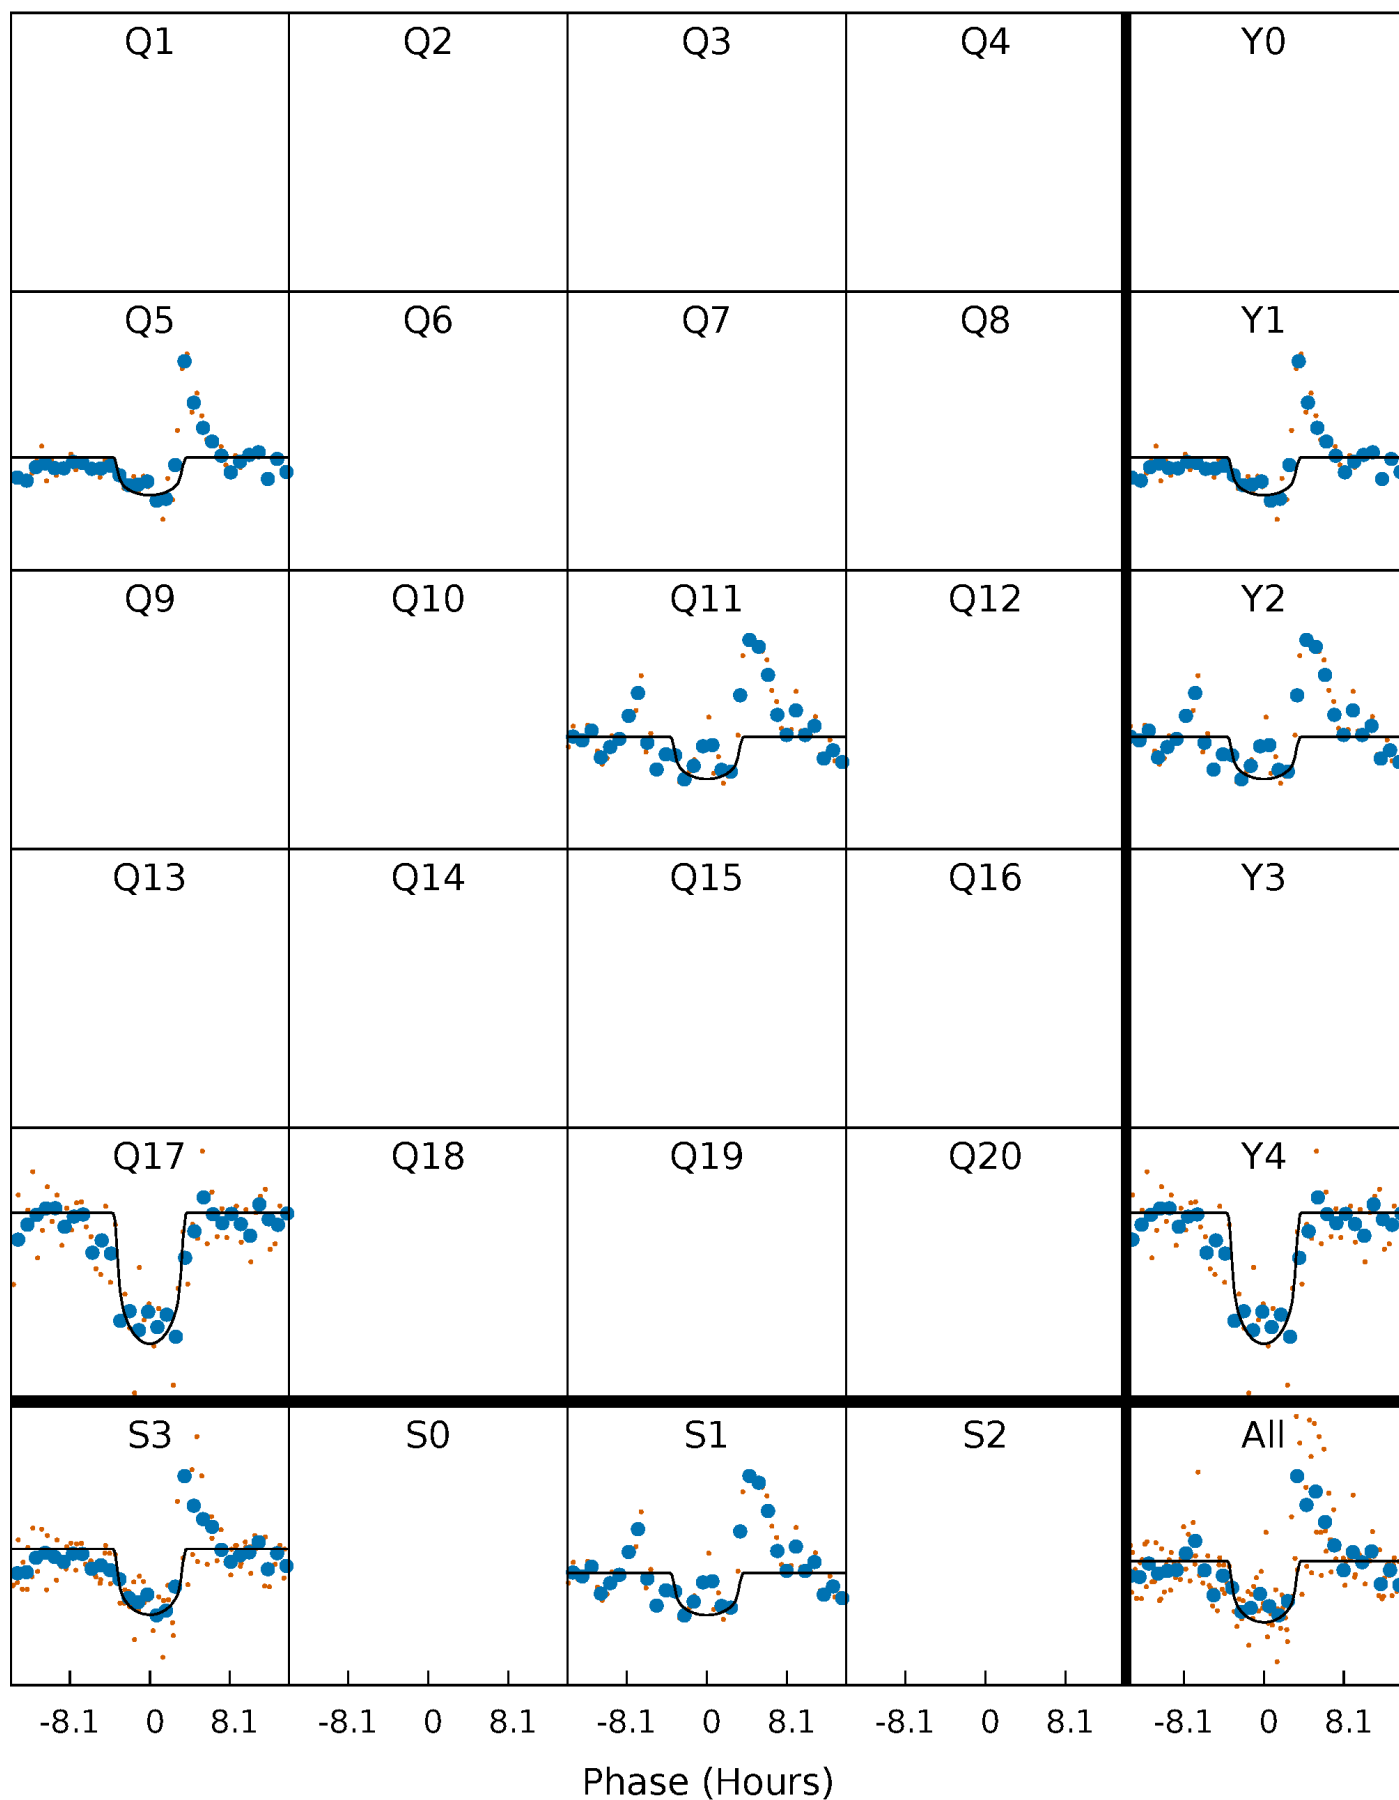 Q1 Q2 Q3 Q4 Y0
Q5 Q6 Q7 Q8 Y1
Q9 Q10 Q11 Q12 Y2
Q13 Q14 Q15 Q16 Y3
Q17 Q18 Q19 Q20 Y4
S3 S0 S1 S2 All
-8.1 0 8.1 -8.1 0 8.1 -8.1 0 8.1 -8.1 0 8.1 -8.1 0 8.1
Phase (Hours)